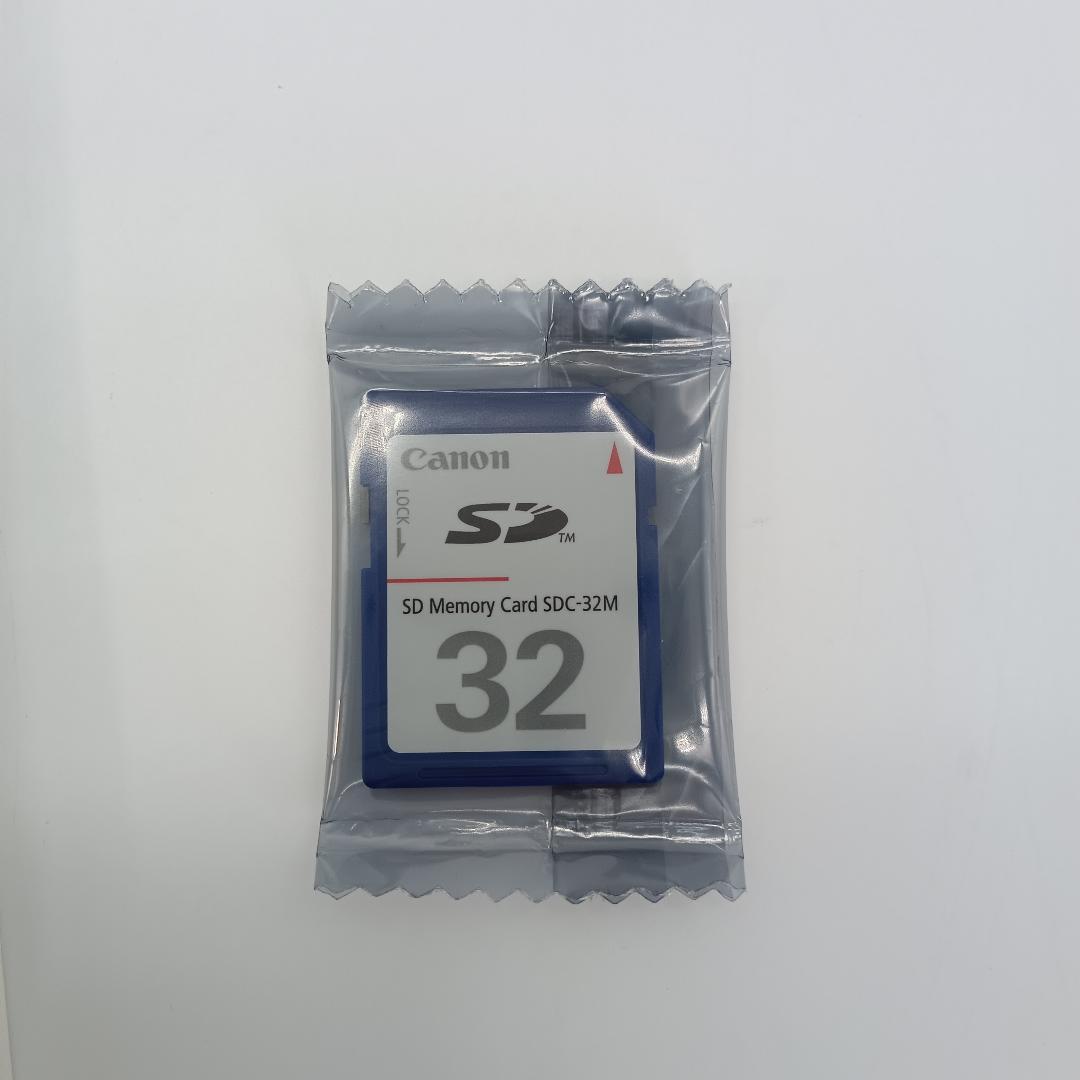 Canon
LOCK
SD™
SD Memory Card SDC-32M
32